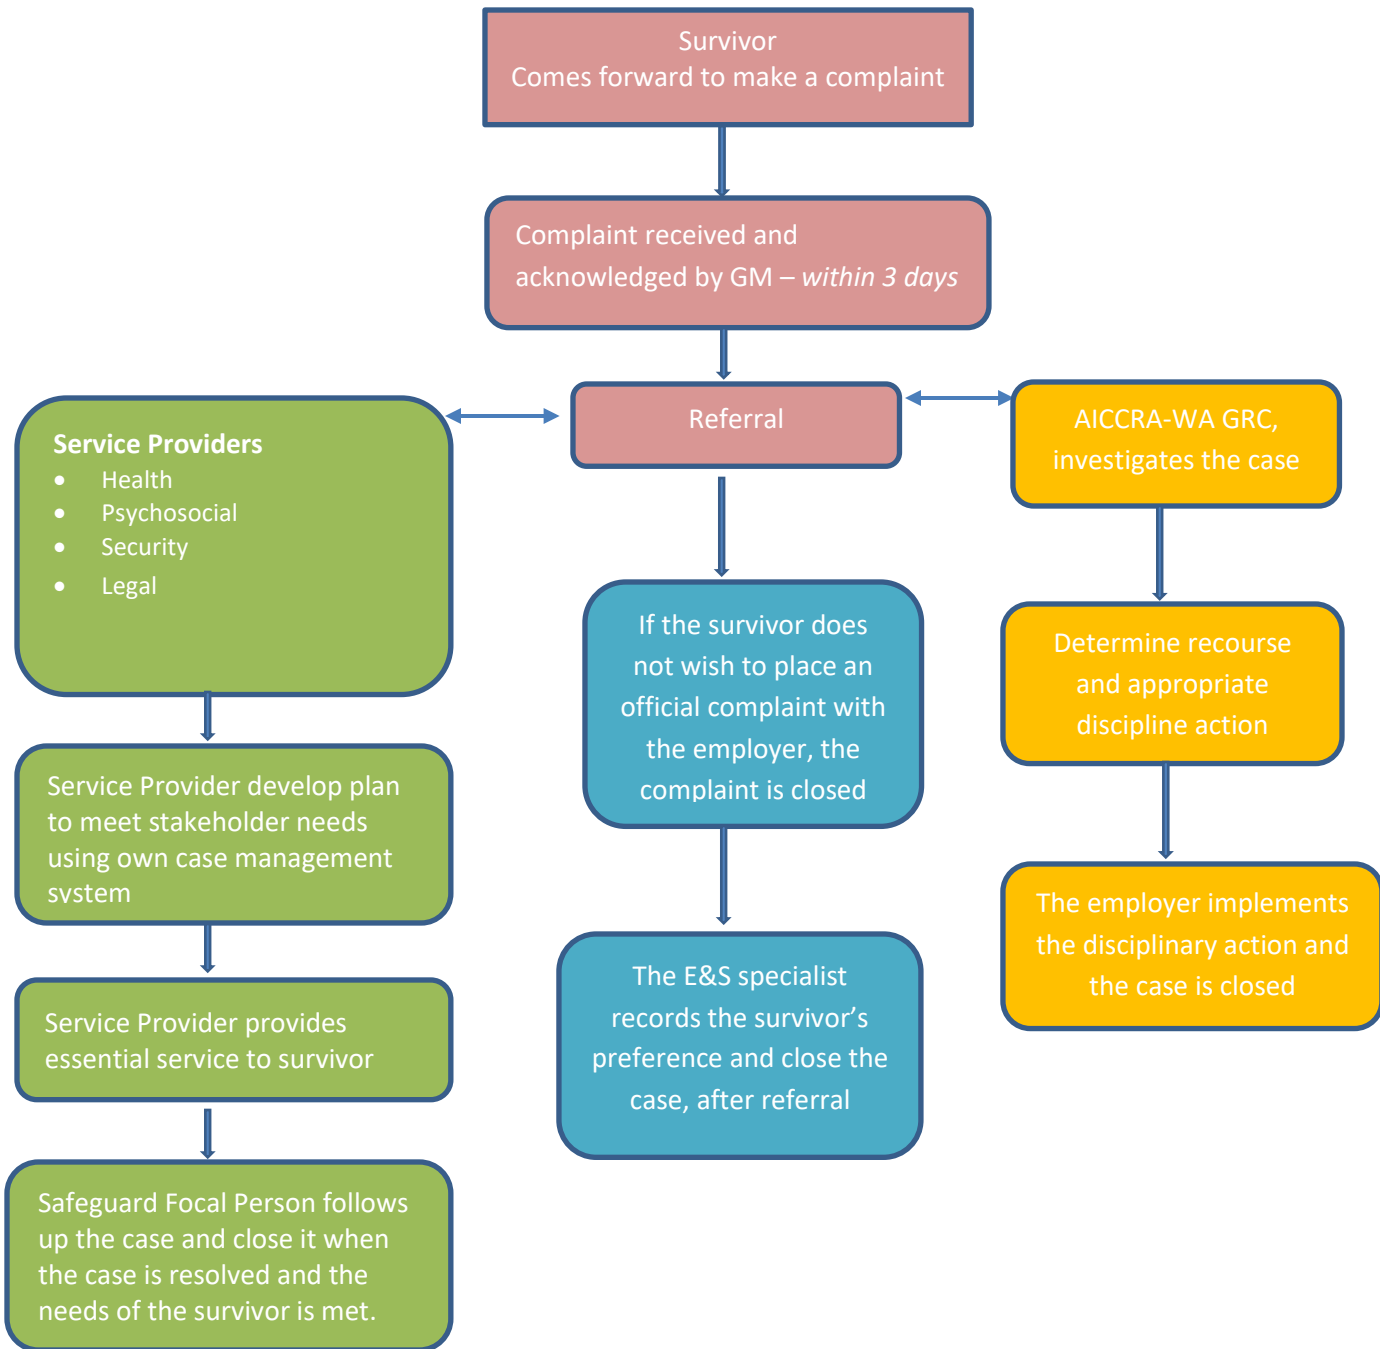 Survivor
Comes forward to make a complaint
Complaint received and
acknowledged by GM – within 3 days
Referral
Service Providers
• Health
• Psychosocial
• Security
• Legal
Service Provider develop plan
to meet stakeholder needs
using own case management
system
Service Provider provides
essential service to survivor
Safeguard Focal Person follows
up the case and close it when
the case is resolved and the
needs of the survivor is met.
If the survivor does
not wish to place an
official complaint with
the employer, the
complaint is closed
The E&S specialist
records the survivor’s
preference and close the
case, after referral
AICCRA-WA GRC,
investigates the case
Determine recourse
and appropriate
discipline action
The employer implements
the disciplinary action and
the case is closed